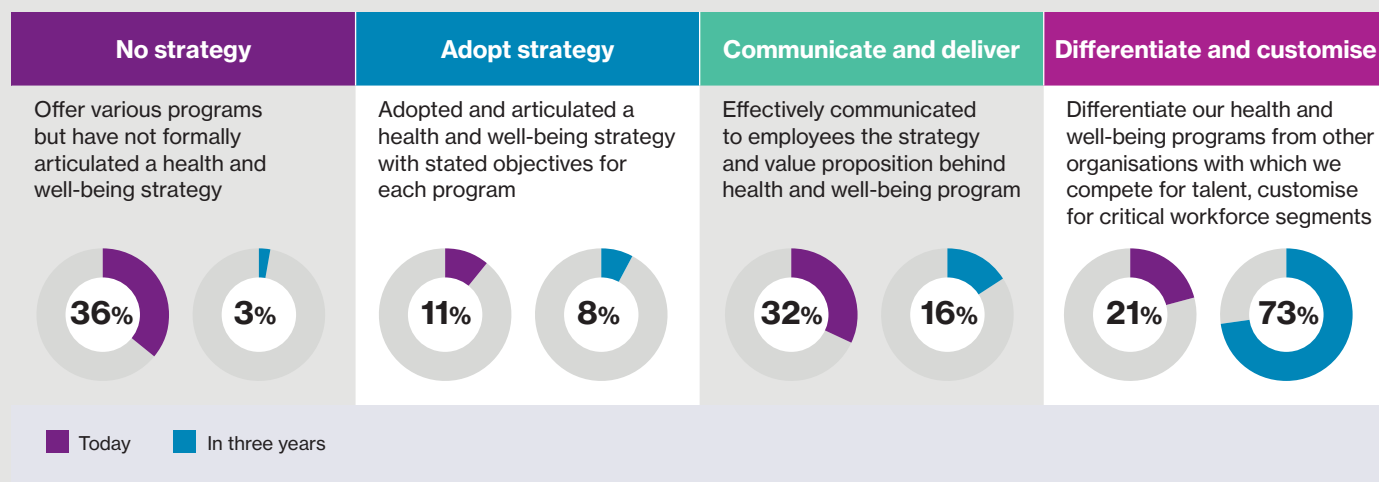 No strategy
Adopt strategy
Communicate and deliver
Differentiate and customise
Offer various programs
but have not formally
articulated a health and
well-being strategy
Adopted and articulated a
health and well-being strategy
with stated objectives for
each program
Effectively communicated
to employees the strategy
and value proposition behind
health and well-being program
Differentiate our health and
well-being programs from other
organisations with which we
compete for talent, customise
for critical workforce segments
36%
3%
11%
8%
32%
16%
21%
73%
Today
In three years